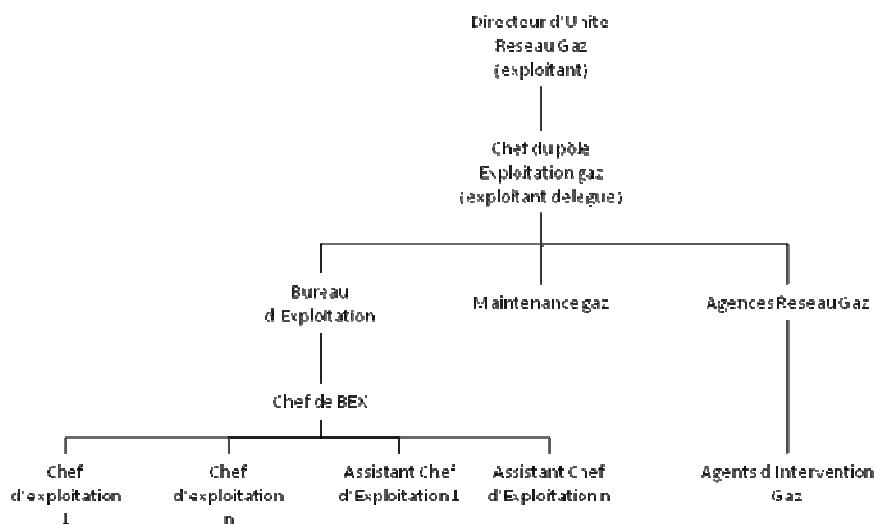 Directeur d'Unite
Reseau Gaz
(exploitant)
Chef du pôle
Exploitation gaz
(exploitant delegue)
Bureau
d Exploitation
Maintenance gaz
Agences Reseau Gaz
Chef de BEX
Chef
d'exploitation
1
Chef
d'exploitation
n
Assistant Chef
d'Exploitation 1
Assistant Chef
d'Exploitation n
Agents d Intervention
Gaz